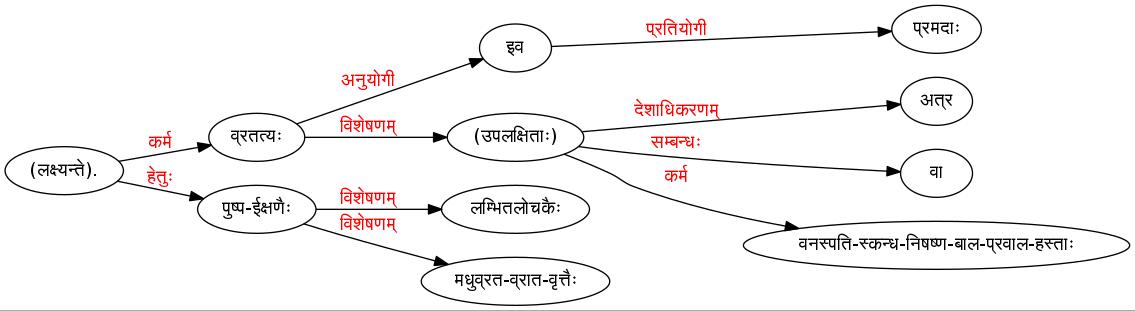 प्रतियोगी
प्रमदाः
इव
अनुयोगी
देशाधिकरणम्
अत्र
कर्म
व्रतत्यः
विशेषणम्
(उपलक्षिताः)
सम्बन्धः
वा
(लक्ष्यन्ते).
हेतुः
कर्म
पुष्प-ईक्षणैः
विशेषणम्
लम्भितलोचकैः
विशेषणम्
वनस्पति-स्कन्ध-निषष्ण-बाल-प्रवाल-हस्ताः
मधुव्रत-व्रात-वृत्तैः